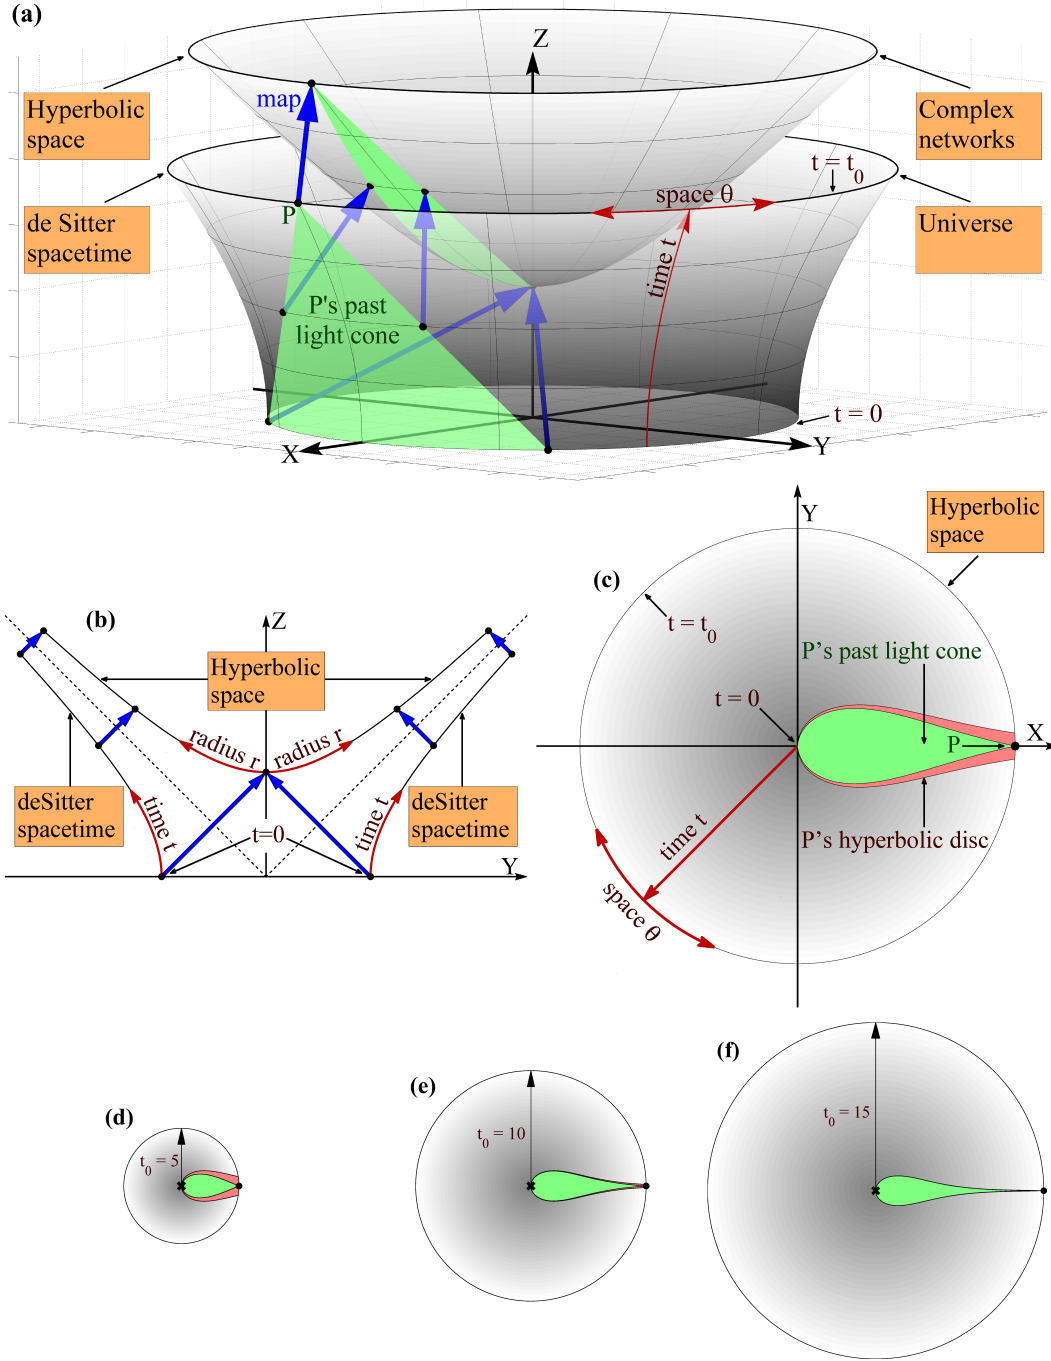 (a)
Z
Hyperbolic
space
map
Complex
networks
t = t0
P
space θ
de Sitter
spacetime
Universe
time t
P's past
light cone
t = 0
X
Y
Hyperbolic
space
Y
(c)
(b)
Z
t = t0
Hyperbolic
space
P's past light cone
t = 0
radius r
radius r
P
X
deSitter
spacetime
time t
t=0
time t
deSitter
spacetime
time t
P's hyperbolic disc
Y
space θ
(f)
(e)
(d)
t0 = 15
t0 = 10
t0 = 5